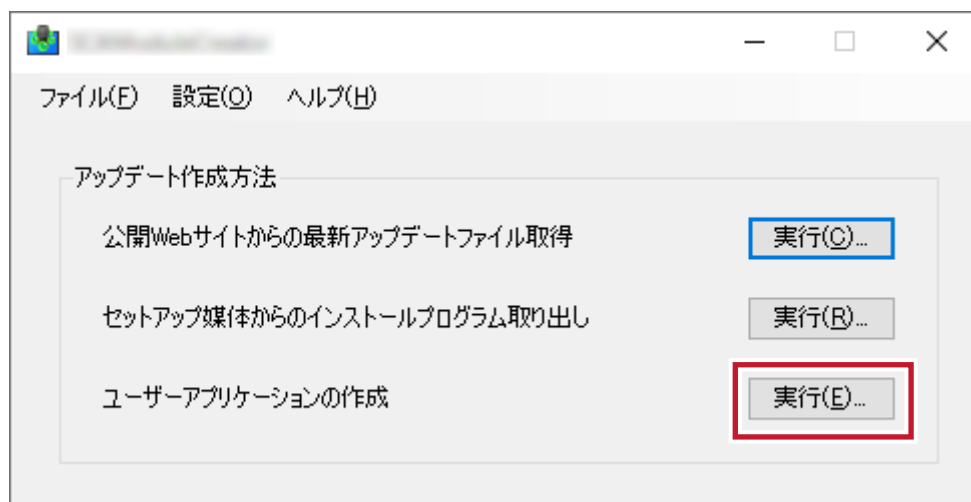 ファイル(F) 設定(O) ヘルプ(H)
アップデート作成方法
公開Webサイトからの最新アップデートファイル取得 実行(C)...
セットアップ媒体からのインストールプログラム取り出し 実行(R)...
ユーザーアプリケーションの作成 実行(E)...